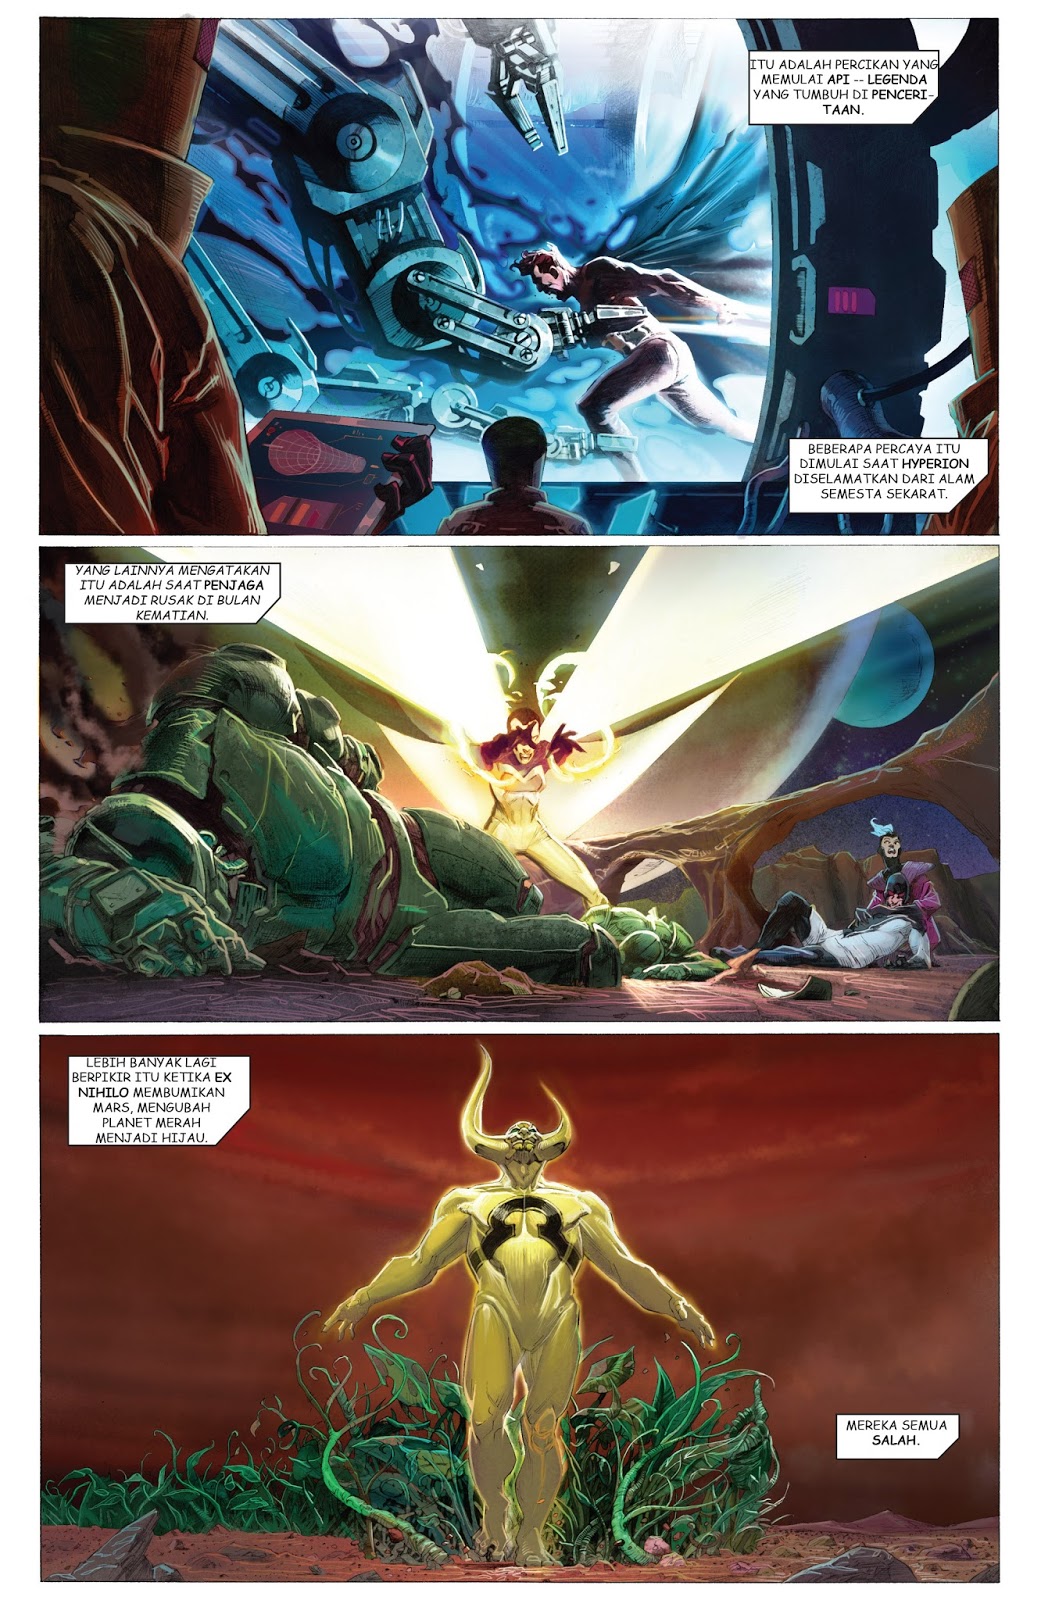 ITU ADALAH PERCIKAN YANG
MEMULAI API -- LEGENDA
YANG TUMBUH DI PENCERI-
TAAN.
BEBERAPA PERCAYA ITU
DIMULAI SAAT HYPERION
DISELAMATKAN DARI ALAM
SEMESTA SEKARAT.
YANG LAINNYA MENGATAKAN
ITU ADALAH SAAT PENJAGA
MENJADI RUSAK DI BULAN
KEMATIAN.
LEBIH BANYAK LAGI
BERPIKIR ITU KETIKA EX
NIHILO MEMBUMIKAN
MARS, MENGUBAH
PLANET MERAH
MENJADI HIJAU.
MEREKA SEMUA
SALAH.